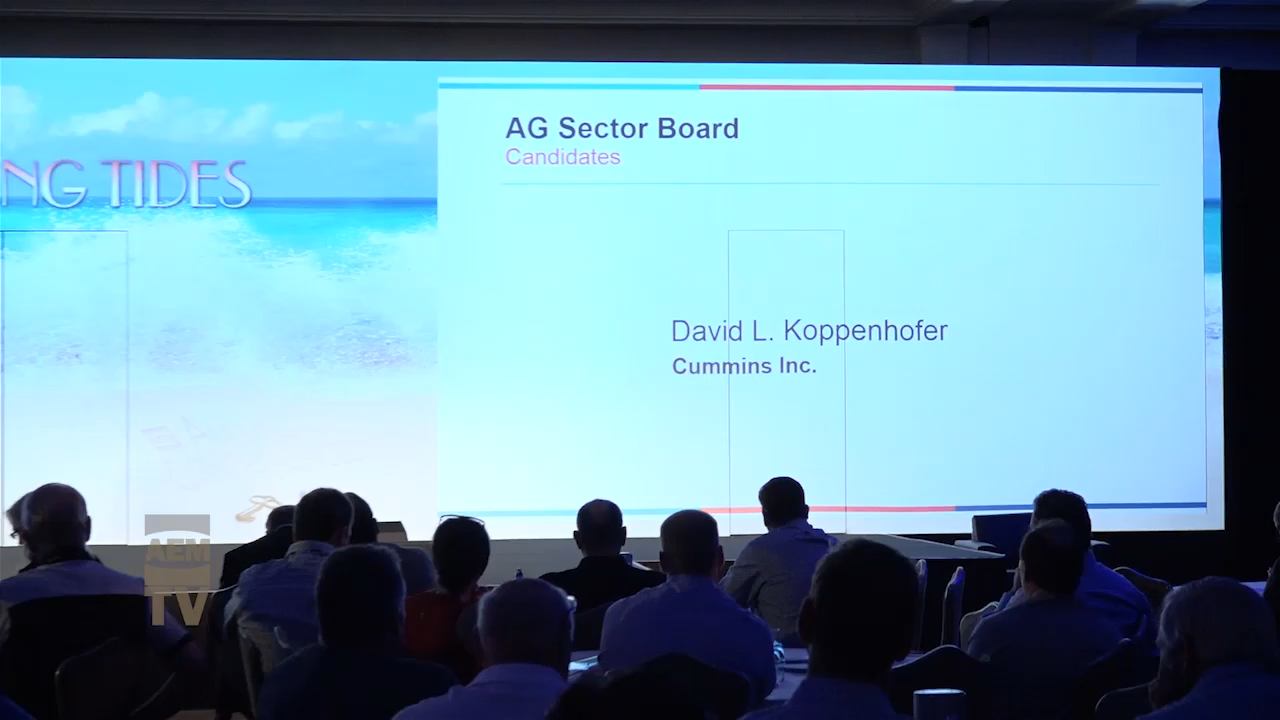 NG TIDES
AG Sector Board
Candidates
David L. Koppenhofer
Cummins Inc.
AEM
TV